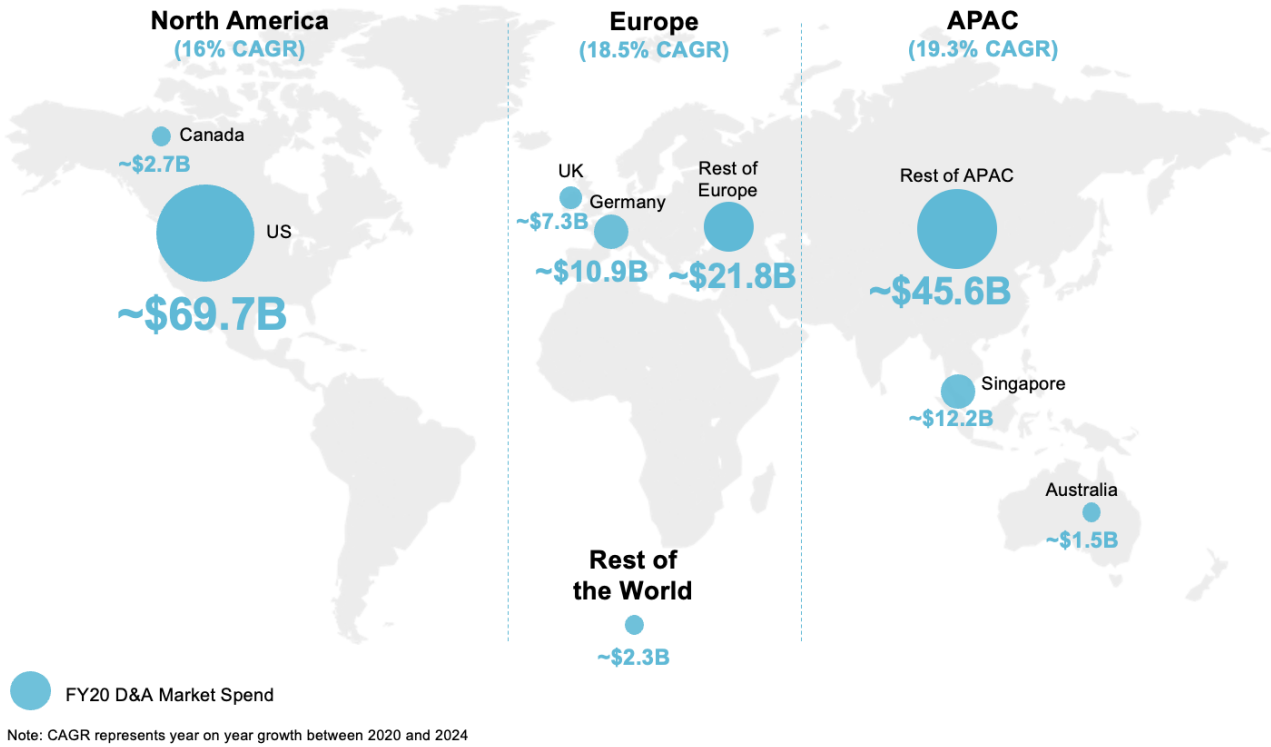 North America
(16% CAGR)
Canada
~$2.7B
US
~$69.7B
Europe
(18.5% CAGR)
UK
~$7.3B
Germany
~$10.9B
Rest of
Europe
~$21.8B
APAC
(19.3% CAGR)
Rest of APAC
~$45.6B
Singapore
~$12.2B
Australia
~$1.5B
Rest of
the World
~$2.3B
FY20 D&A Market Spend
Note: CAGR represents year on year growth between 2020 and 2024